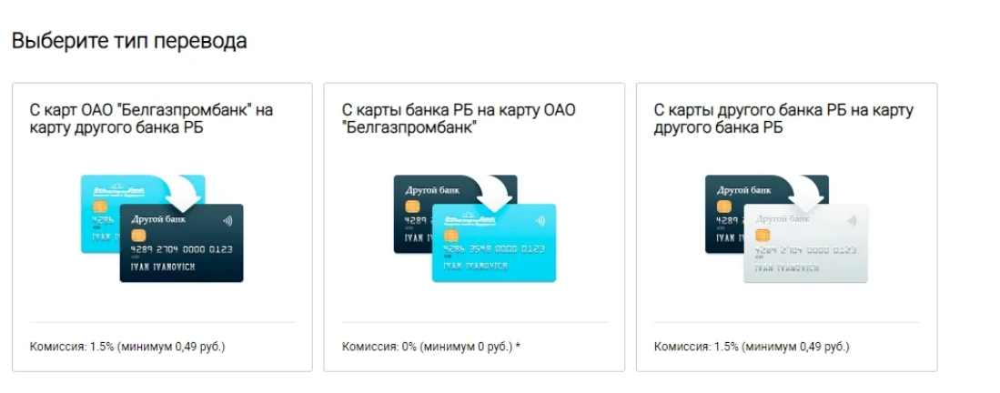 Выберите тип перевода
С карт ОАО "Белгазпромбанк" на
карту другого банка РБ
4286
Другой банк
4289 2704 0000 0123
IVAN IVANOVICH
Комиссия: 1.5% (минимум 0,49 руб.)
С карты банка РБ на карту ОАО
"Белгазпромбанк"
Другой банк
4289
IVAN IV
Белгазпромбанк
4286 3548 0000 0123
IVAN IVANOVICH
Комиссия: 0% (минимум 0 руб.) *
С карты другого банка РБ на карту
другого банка РБ
Другой банк
4289
IVAN IV
Другой банк
4289 2704 0000 0123
IVAN IVANOVICH
Комиссия: 1.5% (минимум 0,49 руб.)